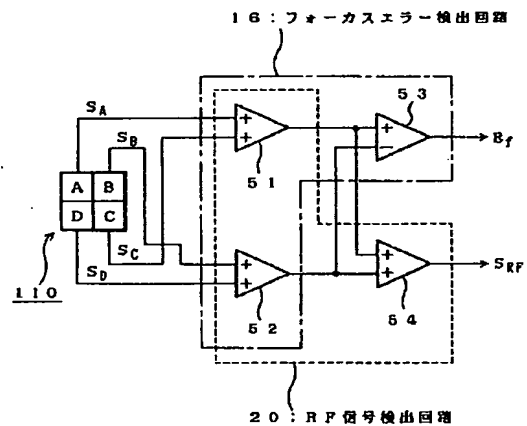 16:フォーカスエラー検出回路
53
SA
SB
+
+
51
+
−
Ef
A B
D C
SC
SD
110
+
+
52
+
+
54
SRF
20:RF信号検出回路